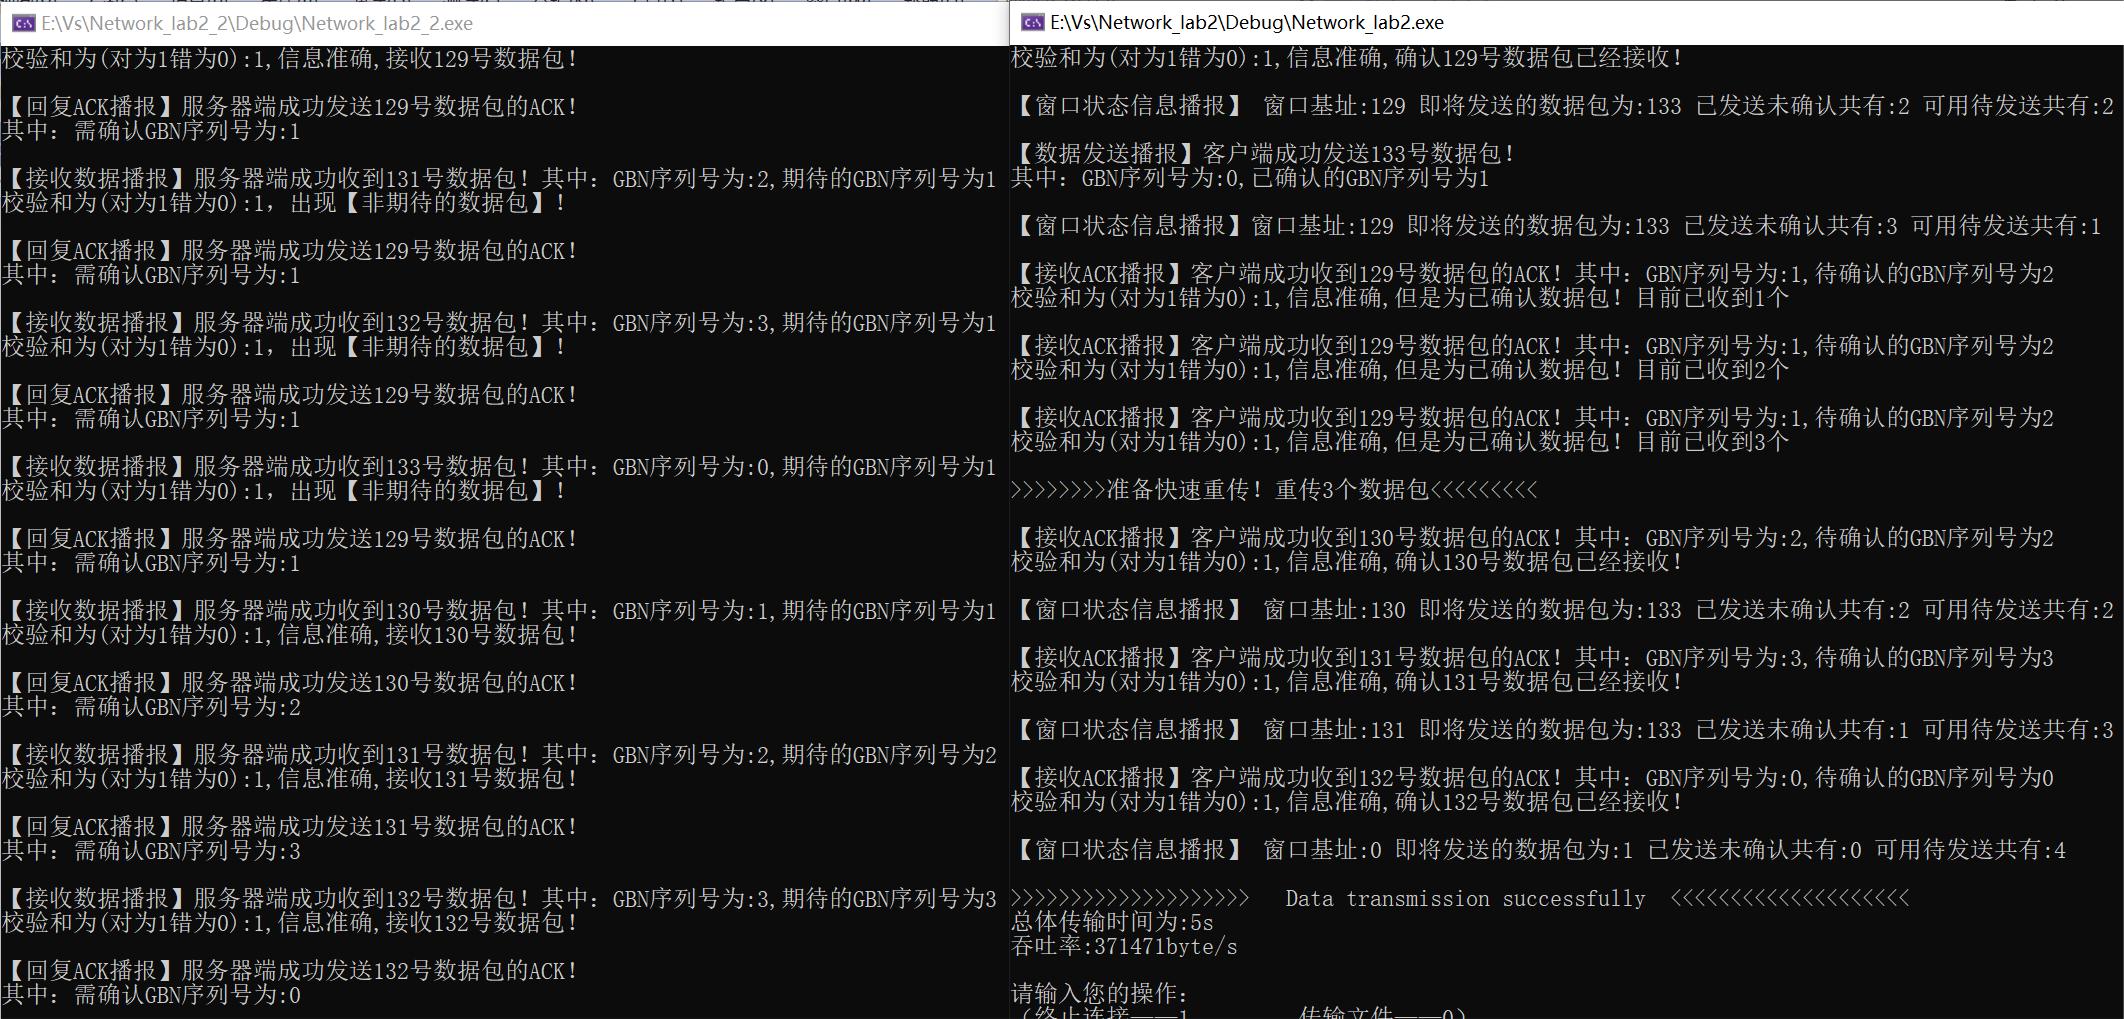 E:\Vs\Network_lab2_2\Debug\Network_lab2_2.exe
校验和为(对为1错为0):1,信息准确,接收129号数据包!
【回复ACK播报】服务器端成功发送129号数据包的ACK!
其中: 需确认GBN序列号为:1
【接收数据播报】服务器端成功收到131号数据包! 其中: GBN序列号为:2,期待的GBN序列号为1
校验和为(对为1错为0):1, 出现【非期待的数据包】!
【回复ACK播报】服务器端成功发送129号数据包的ACK!
其中: 需确认GBN序列号为:1
【接收数据播报】服务器端成功收到132号数据包! 其中: GBN序列号为:3,期待的GBN序列号为1
校验和为(对为1错为0):1, 出现【非期待的数据包】!
【回复ACK播报】服务器端成功发送129号数据包的ACK!
其中: 需确认GBN序列号为:1
【接收数据播报】服务器端成功收到133号数据包! 其中: GBN序列号为:0,期待的GBN序列号为1
校验和为(对为1错为0):1, 出现【非期待的数据包】!
【回复ACK播报】服务器端成功发送129号数据包的ACK!
其中: 需确认GBN序列号为:1
【接收数据播报】服务器端成功收到130号数据包! 其中: GBN序列号为:1,期待的GBN序列号为1
校验和为(对为1错为0):1,信息准确,接收130号数据包!
【回复ACK播报】服务器端成功发送130号数据包的ACK!
其中: 需确认GBN序列号为:2
【接收数据播报】服务器端成功收到131号数据包! 其中: GBN序列号为:2,期待的GBN序列号为2
校验和为(对为1错为0):1,信息准确,接收131号数据包!
【回复ACK播报】服务器端成功发送131号数据包的ACK!
其中: 需确认GBN序列号为:3
【接收数据播报】服务器端成功收到132号数据包! 其中: GBN序列号为:3,期待的GBN序列号为3
校验和为(对为1错为0):1,信息准确,接收132号数据包!
【回复ACK播报】服务器端成功发送132号数据包的ACK!
其中: 需确认GBN序列号为:0
E:\Vs\Network_lab2\Debug\Network_lab2.exe
校验和为(对为1错为0):1,信息准确,确认129号数据包已经接收!
【窗口状态信息播报】 窗口基址:129 即将发送的数据包为:133 已发送未确认共有:2 可用待发送共有:2
【数据发送播报】客户端成功发送133号数据包!
其中: GBN序列号为:0,已确认的GBN序列号为1
【窗口状态信息播报】窗口基址:129 即将发送的数据包为:133 已发送未确认共有:3 可用待发送共有:1
【接收ACK播报】客户端成功收到129号数据包的ACK! 其中: GBN序列号为:1,待确认的GBN序列号为2
校验和为(对为1错为0):1,信息准确,但是为已确认数据包! 目前已收到1个
【接收ACK播报】客户端成功收到129号数据包的ACK! 其中: GBN序列号为:1,待确认的GBN序列号为2
校验和为(对为1错为0):1,信息准确,但是为已确认数据包! 目前已收到2个
【接收ACK播报】客户端成功收到129号数据包的ACK! 其中: GBN序列号为:1,待确认的GBN序列号为2
校验和为(对为1错为0):1,信息准确,但是为已确认数据包! 目前已收到3个
>>>>>>>>准备快速重传! 重传3个数据包<<<<<<<<<
【接收ACK播报】客户端成功收到130号数据包的ACK! 其中: GBN序列号为:2,待确认的GBN序列号为2
校验和为(对为1错为0):1,信息准确,确认130号数据包已经接收!
【窗口状态信息播报】 窗口基址:130 即将发送的数据包为:133 已发送未确认共有:2 可用待发送共有:2
【接收ACK播报】客户端成功收到131号数据包的ACK! 其中: GBN序列号为:3,待确认的GBN序列号为3
校验和为(对为1错为0):1,信息准确,确认131号数据包已经接收!
【窗口状态信息播报】 窗口基址:131 即将发送的数据包为:133 已发送未确认共有:1 可用待发送共有:3
【接收ACK播报】客户端成功收到132号数据包的ACK! 其中: GBN序列号为:0,待确认的GBN序列号为0
校验和为(对为1错为0):1,信息准确,确认132号数据包已经接收!
【窗口状态信息播报】 窗口基址:0 即将发送的数据包为:1 已发送未确认共有:0 可用待发送共有:4
>>>>>>>>>>>>>>>>>>>> Data transmission successfully <<<<<<<<<<<<<<<<<<<<
总体传输时间为:5s
吞吐率:371471byte/s
请输入您的操作:
(终止连接——1 传输文件——0)